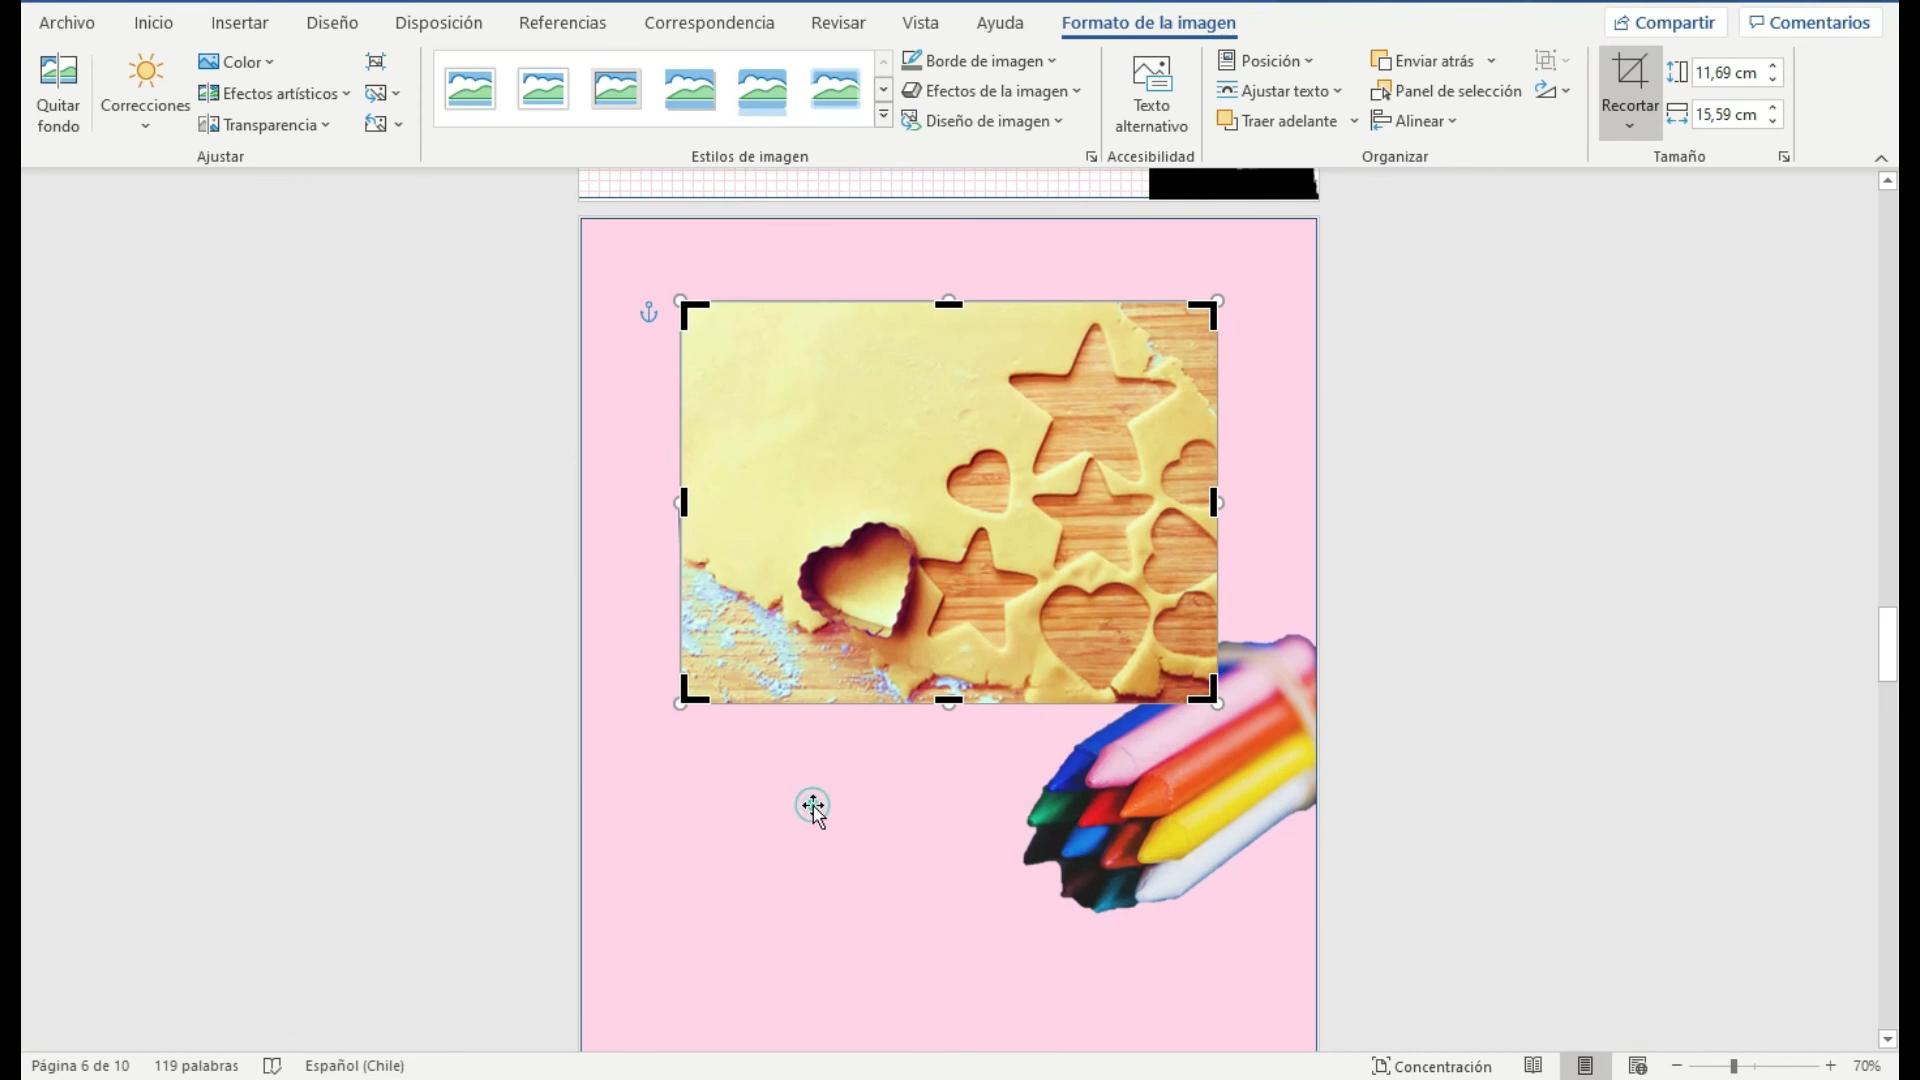 Archivo Inicio Insertar Diseño Disposición Referencias Correspondencia Revisar Vista Ayuda Formato de la imagen Compartir Comentarios
Quitar fondo
Correcciones
Color
Efectos artísticos
Transparencia
Ajustar
Estilos de imagen
Borde de imagen
Efectos de la imagen
Diseño de imagen
Texto alternativo
Accesibilidad
Posición
Ajustar texto
Traer adelante
Enviar atrás
Panel de selección
Alinear
Organizar
Recortar
11,69 cm
15,59 cm
Tamaño
Página 6 de 10 119 palabras Español (Chile) Concentración 70%